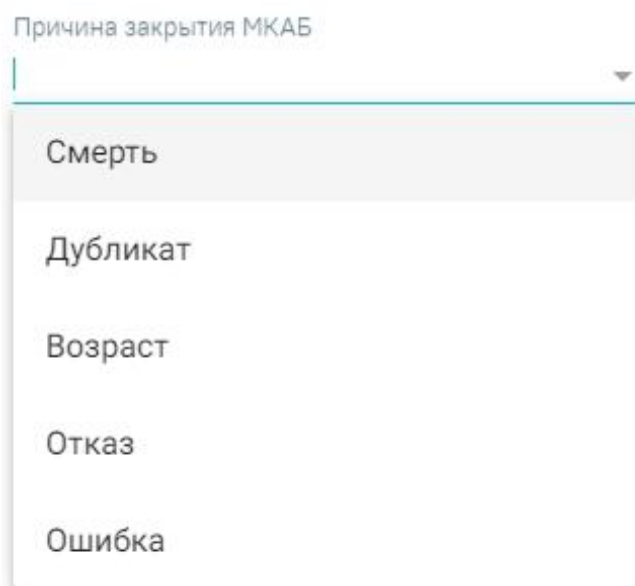 Причина закрытия МКАБ
Смерть
Дубликат
Возраст
Отказ
Ошибка